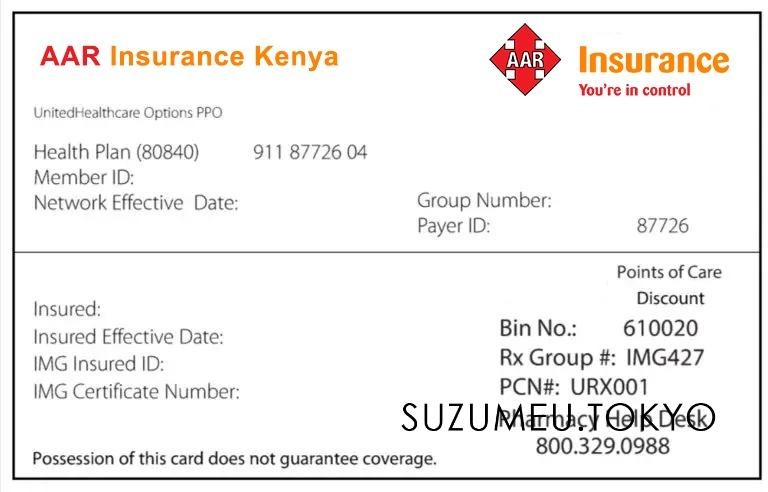 AAR Insurance Kenya
AAR Insurance
You're in control
UnitedHealthcare Options PPO
Health Plan (80840) 911 87726 04
Member ID:
Network Effective Date:
Group Number:
Payer ID: 87726
Points of Care
Discount
Insured:
Insured Effective Date:
IMG Insured ID:
IMG Certificate Number:
Bin No.: 610020
Rx Group #: IMG427
PCN#: URX001
Pharmacy Help Desk
SUZUMEU.TOKYO
800.329.0988
Possession of this card does not guarantee coverage.